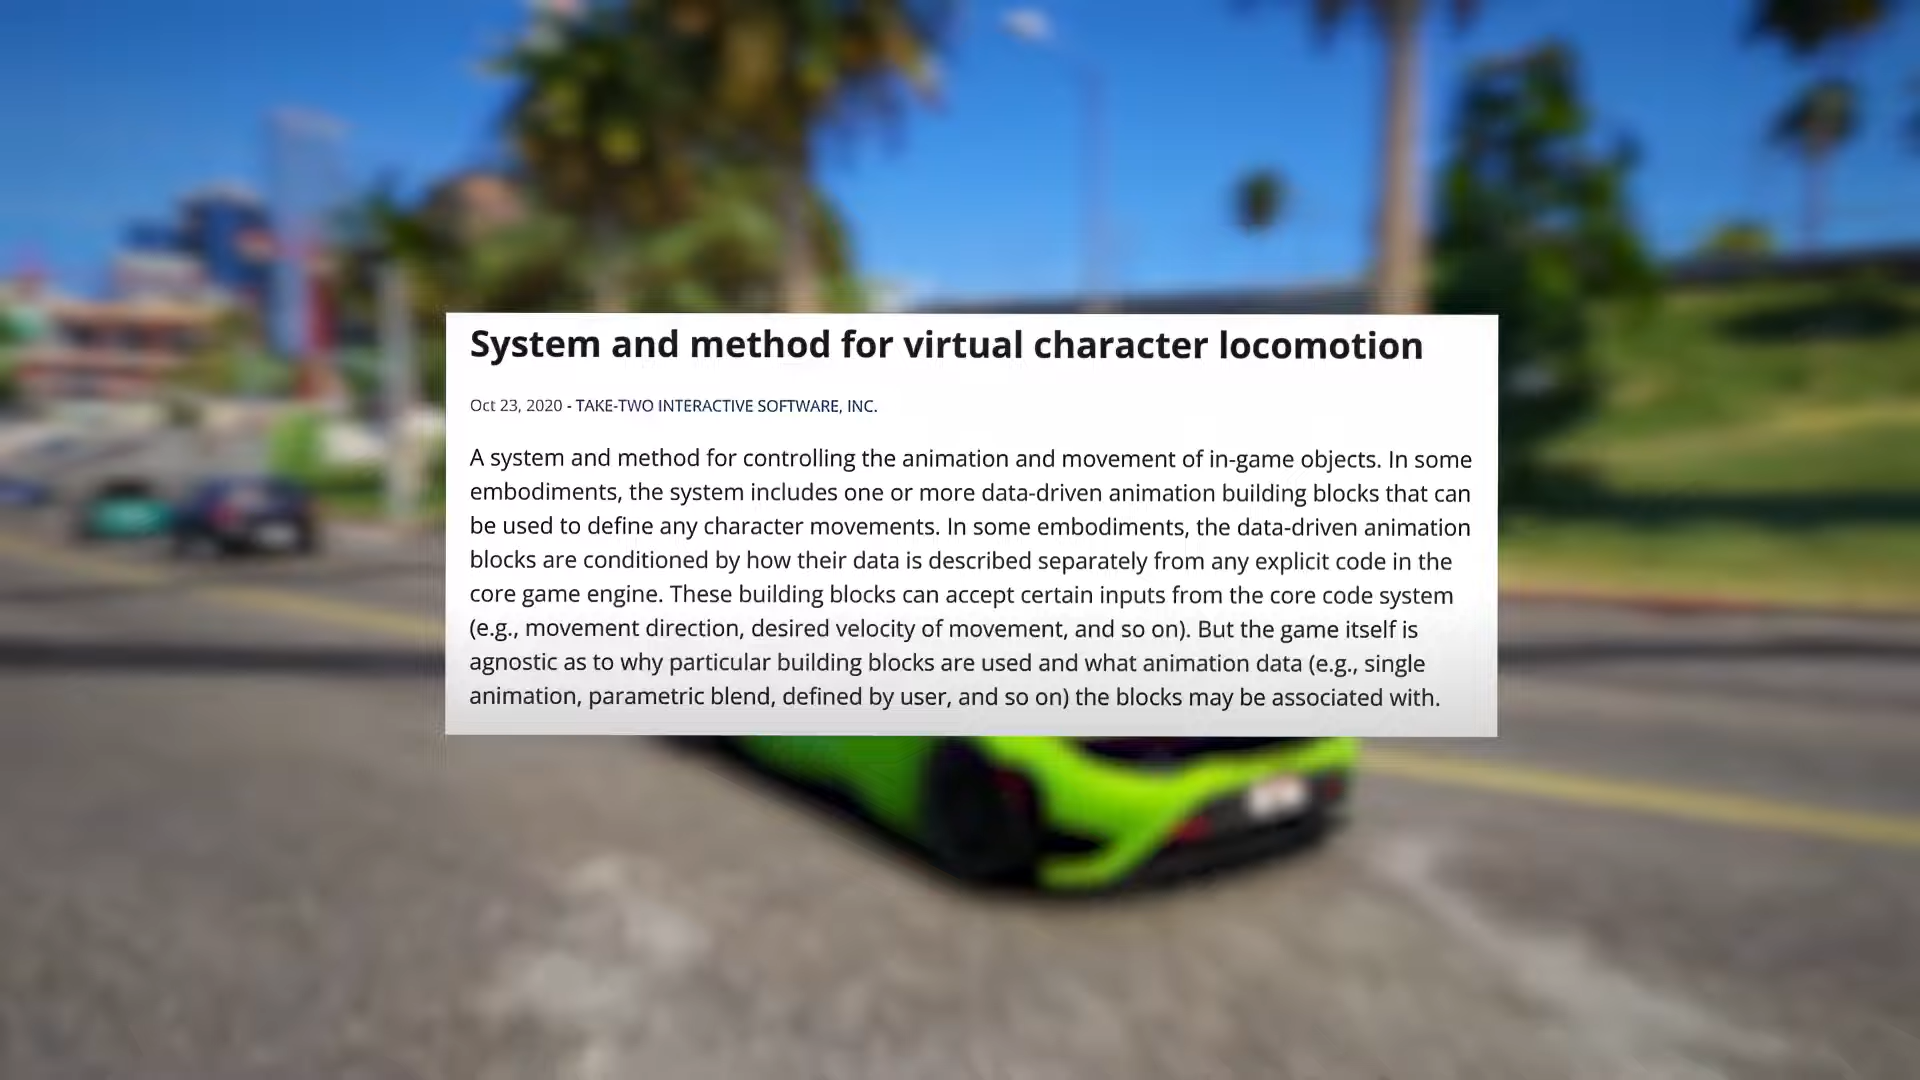 System and method for virtual character locomotion
Oct 23, 2020 - TAKE-TWO INTERACTIVE SOFTWARE, INC.
A system and method for controlling the animation and movement of in-game objects. In some
embodiments, the system includes one or more data-driven animation building blocks that can
be used to define any character movements. In some embodiments, the data-driven animation
blocks are conditioned by how their data is described separately from any explicit code in the
core game engine. These building blocks can accept certain inputs from the core code system
(e.g., movement direction, desired velocity of movement, and so on). But the game itself is
agnostic as to why particular building blocks are used and what animation data (e.g., single
animation, parametric blend, defined by user, and so on) the blocks may be associated with.